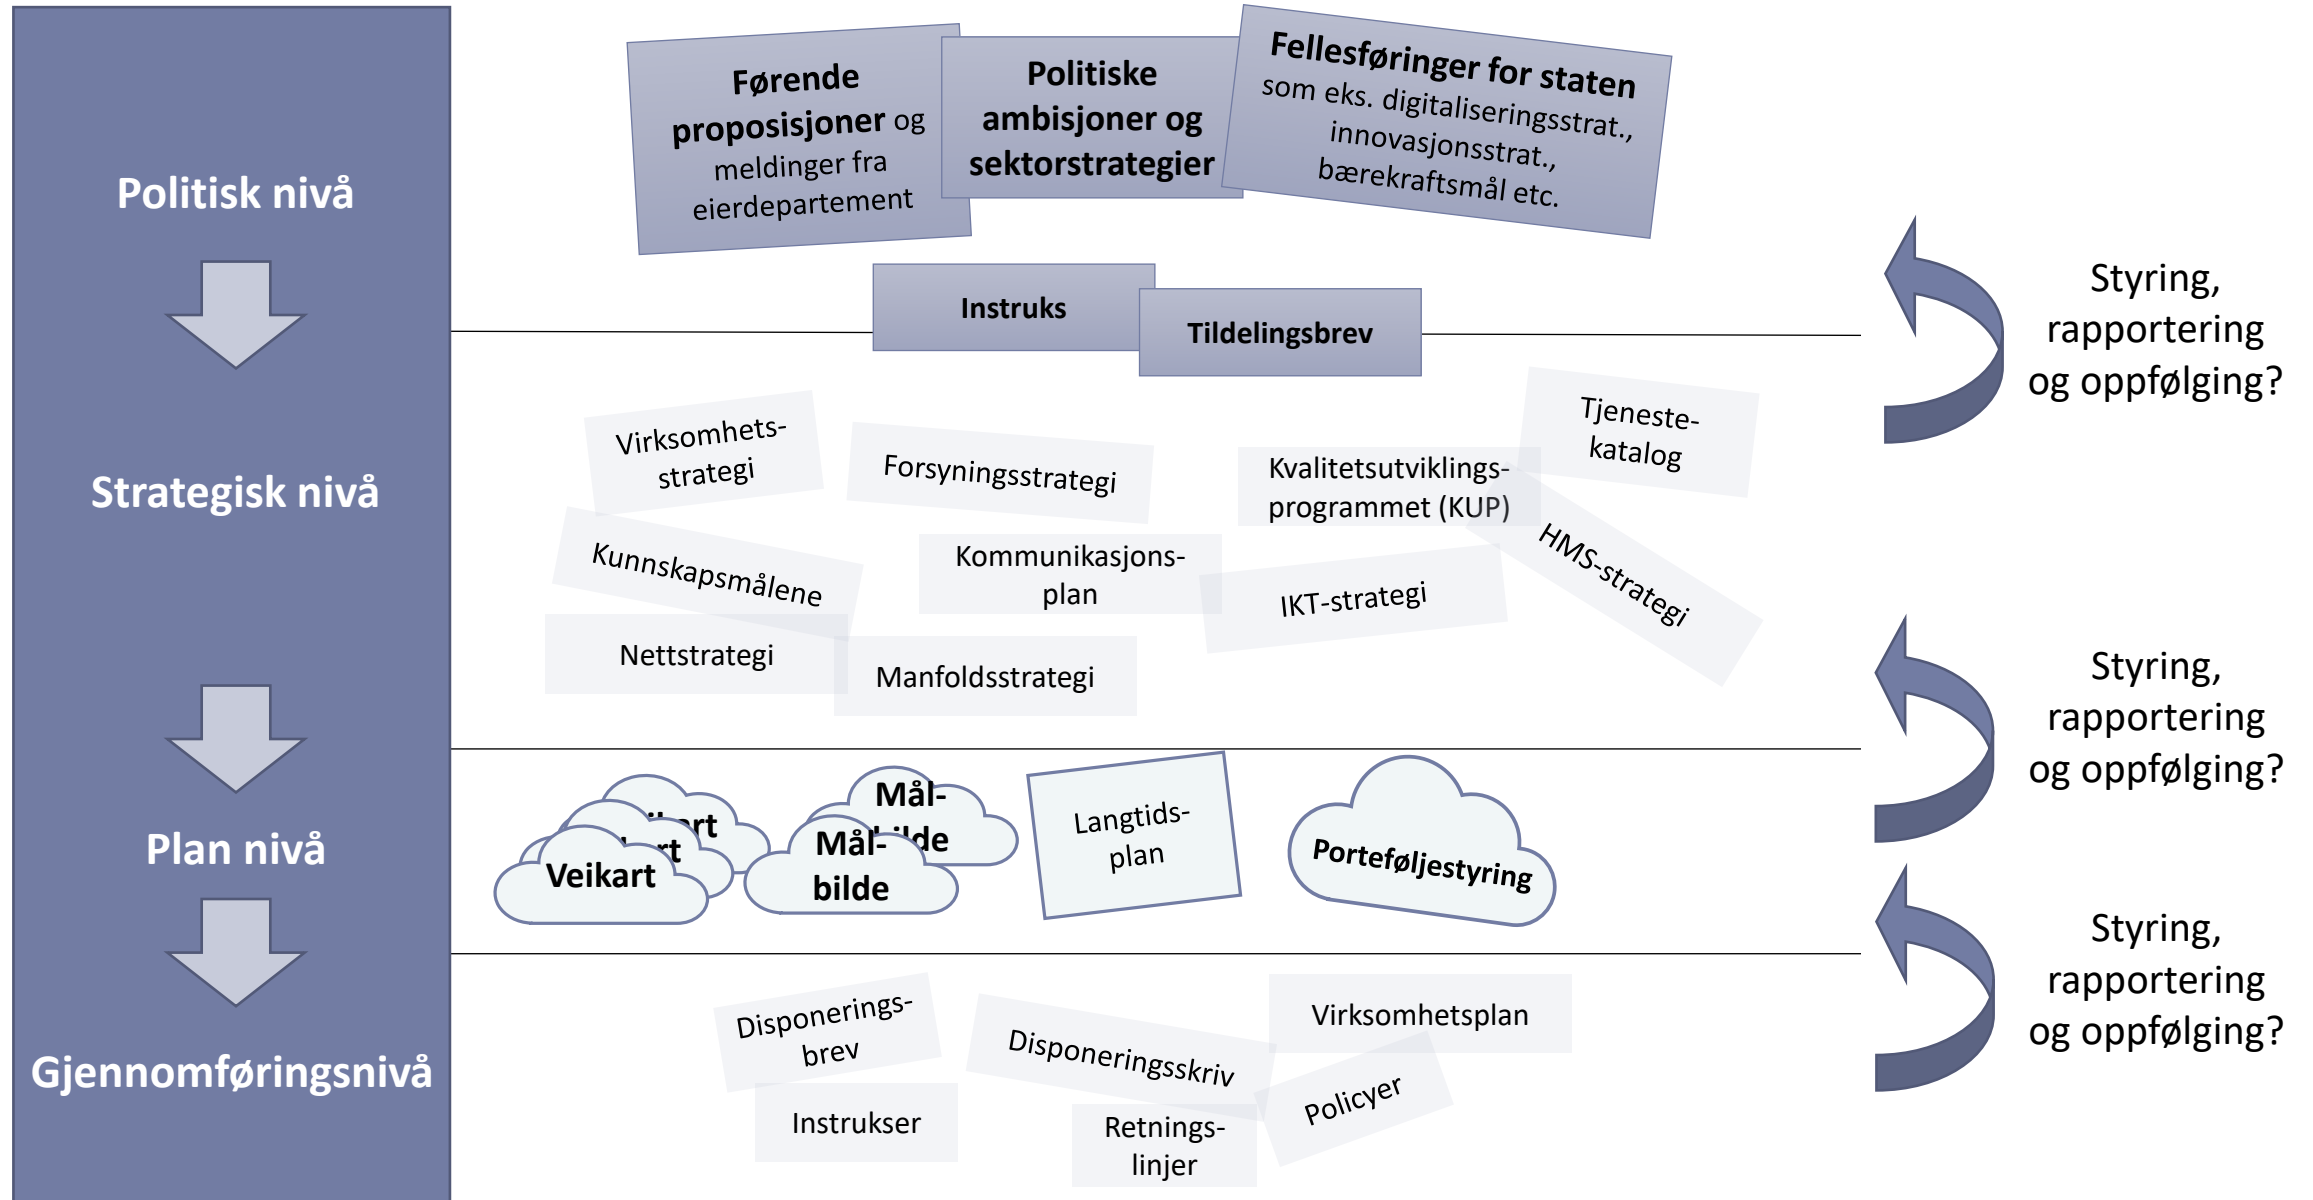 Politisk nivå
Førende
proposisjoner og
meldinger fra
eierdepartement
Politiske
ambisjoner og
sektorstrategier
Fellesføringer for staten
som eks. digitaliseringsstrat.,
innovasjonsstrat.,
bærekraftsmål etc.
Instruks
Tildelingsbrev
Styring,
rapportering
og oppfølging?
Strategisk nivå
Virksomhets-
strategi
Forsyningsstrategi
Kvalitetsutviklings-
programmet (KUP)
Tjeneste-
katalog
Kunnskapsmålene
Kommunikasjons-
plan
IKT-strategi
HMS-strategi
Nettstrategi
Manfoldsstrategi
Styring,
rapportering
og oppfølging?
Plan nivå
Veikart
Mål-
bilde
Mål-
Langtids-
plan
Porteføljestyring
Styring,
rapportering
og oppfølging?
Gjennomføringsnivå
Disponerings-
brev
Disponeringsskriv
Virksomhetsplan
Instrukser
Retnings-
linjer
Policyer